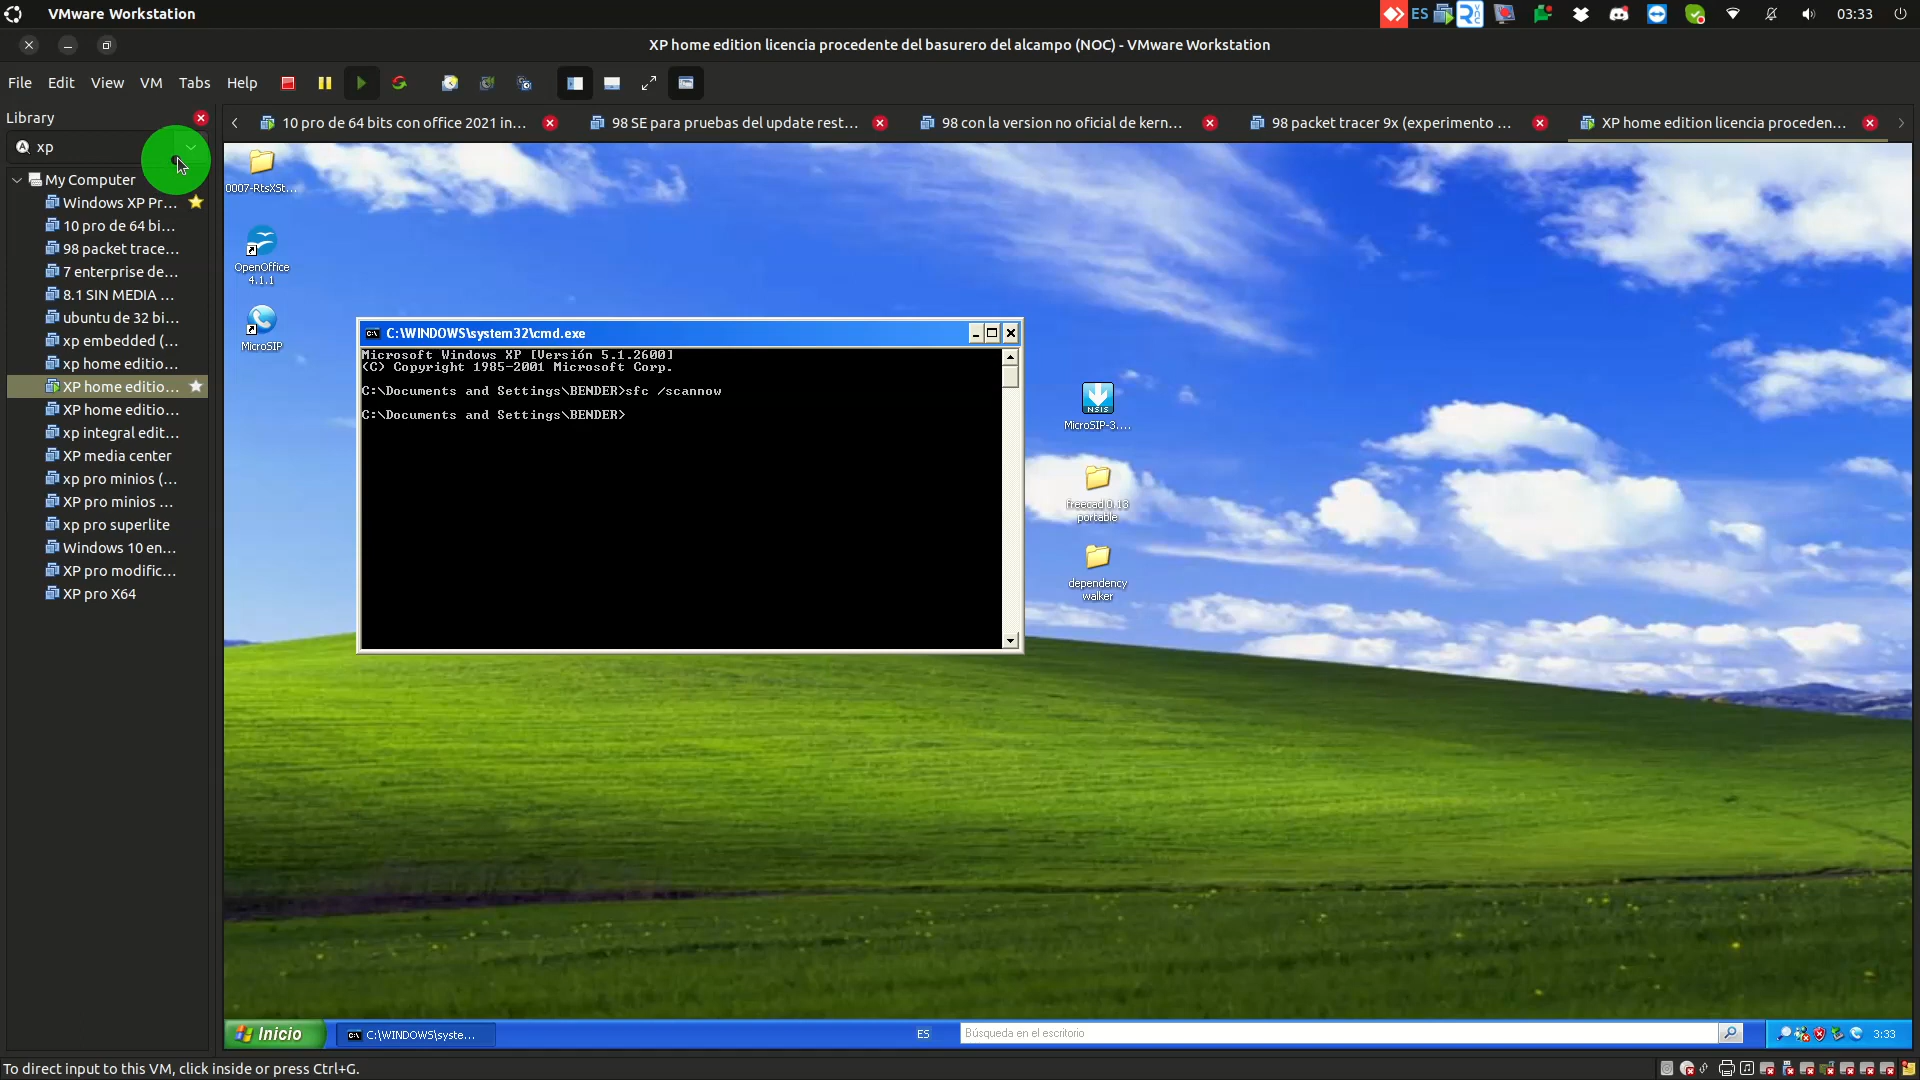 VMware Workstation
ES
03:33
XP home edition licencia procedente del basurero del alcampo (NOC) - VMware Workstation
File Edit View VM Tabs Help
Library
xp
10 pro de 64 bits con office 2021 in...
98 SE para pruebas del update rest...
98 con la version no oficial de kern...
98 packet tracer 9x (experimento ...
XP home edition licencia proceden...
My Computer
Windows XP Pr...
10 pro de 64 bi...
98 packet trace...
7 enterprise de...
8.1 SIN MEDIA ...
ubuntu de 32 bi...
xp embedded (...
xp home editio...
XP home editio...
XP home editio...
xp integral edit...
XP media center
xp pro minios (...
XP pro minios ...
xp pro superlite
Windows 10 en...
XP pro modific...
XP pro X64
0007-RtsXSt...
OpenOffice
4.1.1
MicroSIP
C:\WINDOWS\system32\cmd.exe
Microsoft Windows XP [Versión 5.1.2600]
(C) Copyright 1985-2001 Microsoft Corp.
C:\Documents and Settings\BENDER>sfc /scannow
C:\Documents and Settings\BENDER>
NSIS
MicroSIP-3....
freecad 0.13
portable
dependency
walker
Inicio
C:\WINDOWS\syste...
ES
Búsqueda en el escritorio
3:33
To direct input to this VM, click inside or press Ctrl+G.